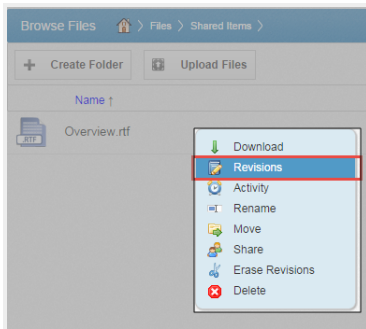 Browse Files > Files > Shared Items >
+ Create Folder Upload Files
Name ↑
.RTF Overview.rtf
Download
Revisions
Activity
Rename
Move
Share
Erase Revisions
Delete